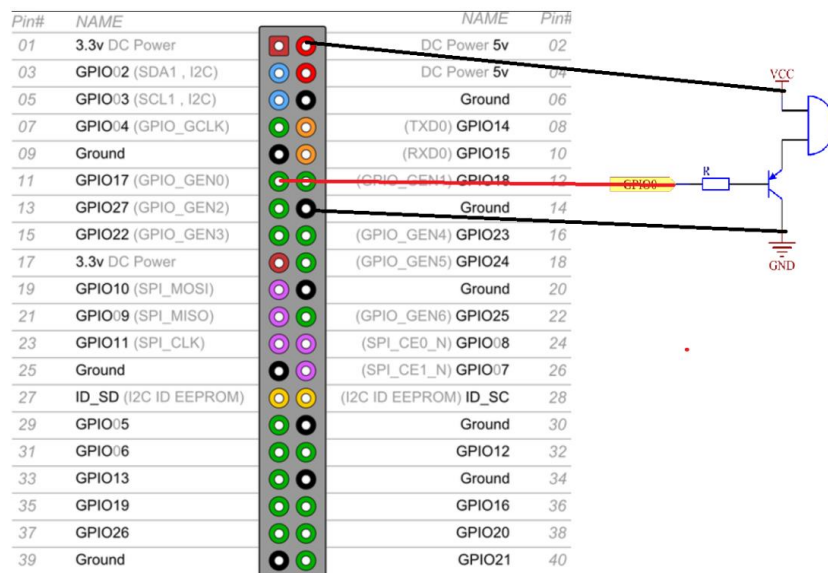 Pin# NAME NAME Pin#
01 3.3v DC Power DC Power 5v 02
03 GPIO02 (SDA1 , I2C) DC Power 5v 04
05 GPIO03 (SCL1 , I2C) Ground 06
07 GPIO04 (GPIO_GCLK) (TXD0) GPIO14 08
09 Ground (RXD0) GPIO15 10
11 GPIO17 (GPIO_GEN0) (GPIO_GEN1) GPIO18 12
13 GPIO27 (GPIO_GEN2) Ground 14
15 GPIO22 (GPIO_GEN3) (GPIO_GEN4) GPIO23 16
17 3.3v DC Power (GPIO_GEN5) GPIO24 18
19 GPIO10 (SPI_MOSI) Ground 20
21 GPIO09 (SPI_MISO) (GPIO_GEN6) GPIO25 22
23 GPIO11 (SPI_CLK) (SPI_CE0_N) GPIO08 24
25 Ground (SPI_CE1_N) GPIO07 26
27 ID_SD (I2C ID EEPROM) (I2C ID EEPROM) ID_SC 28
29 GPIO05 Ground 30
31 GPIO06 GPIO12 32
33 GPIO13 Ground 34
35 GPIO19 GPIO16 36
37 GPIO26 GPIO20 38
39 Ground GPIO21 40
VCC
GPIO0 R
GND